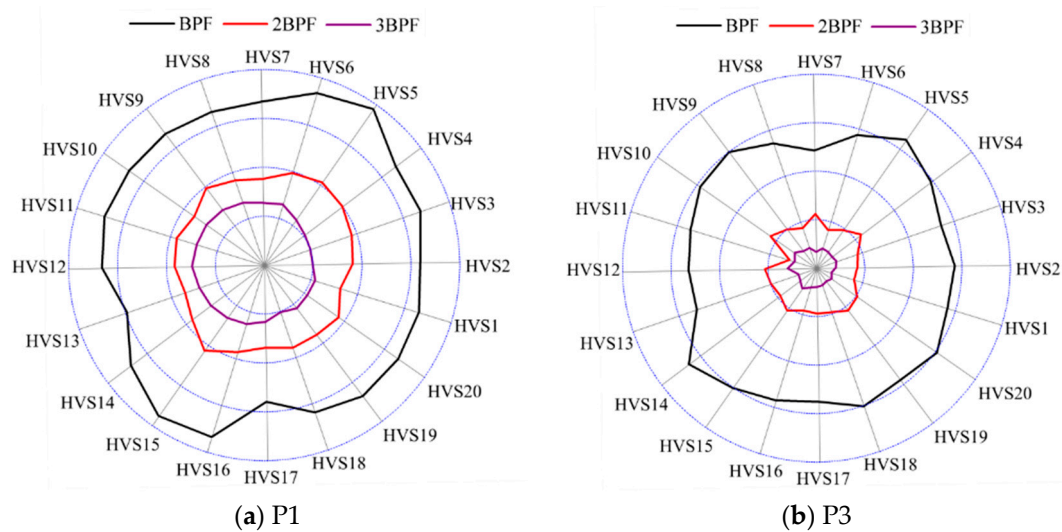 BPF 2BPF 3BPF
HVS7
HVS8 HVS6
HVS9 HVS5
HVS10 HVS4
HVS11 HVS3
HVS12 HVS2
HVS13 HVS1
HVS14 HVS20
HVS15 HVS19
HVS16 HVS18
HVS17
(a) P1
BPF 2BPF 3BPF
HVS7
HVS8 HVS6
HVS9 HVS5
HVS10 HVS4
HVS11 HVS3
HVS12 HVS2
HVS13 HVS1
HVS14 HVS20
HVS15 HVS19
HVS16 HVS18
HVS17
(b) P3